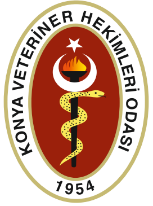 KONYA VETERİNER HEKİMLERİ ODASI
1954